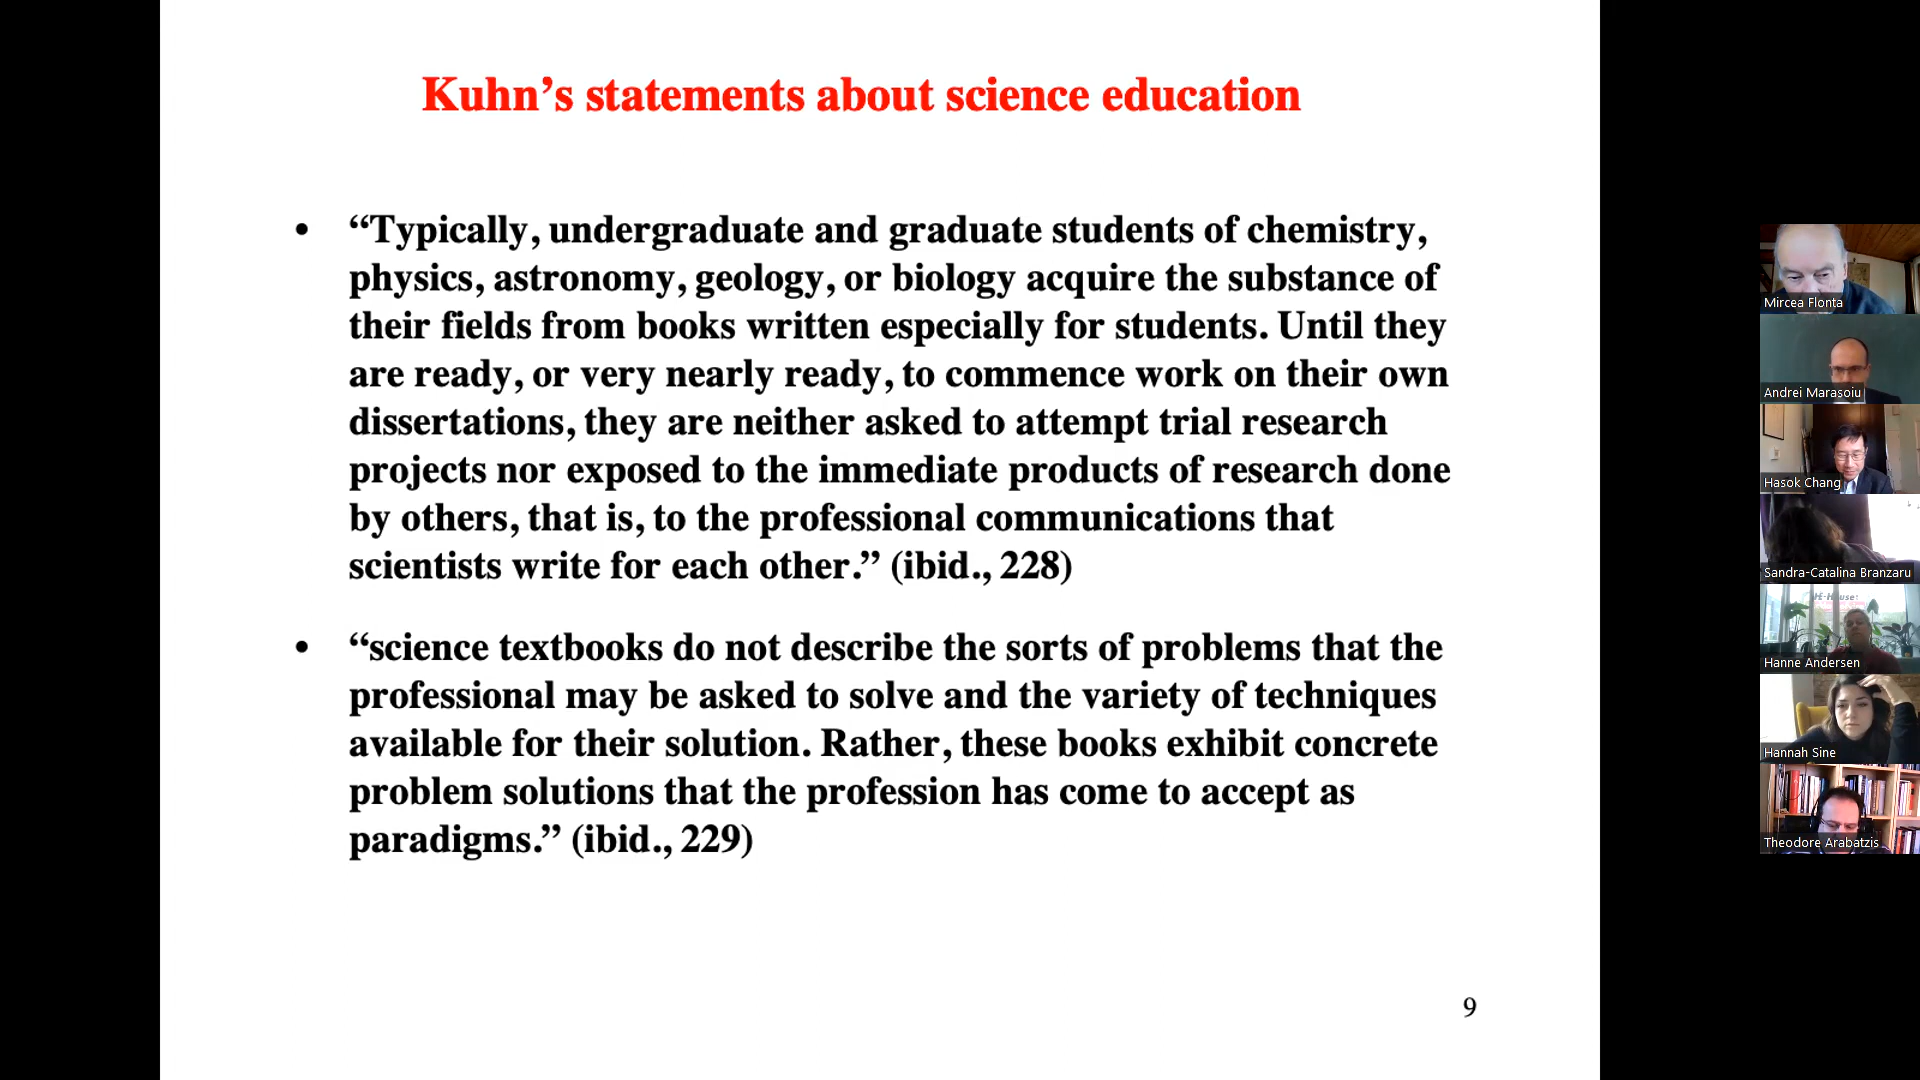 Kuhn’s statements about science education
• “Typically, undergraduate and graduate students of chemistry,
physics, astronomy, geology, or biology acquire the substance of
their fields from books written especially for students. Until they
are ready, or very nearly ready, to commence work on their own
dissertations, they are neither asked to attempt trial research
projects nor exposed to the immediate products of research done
by others, that is, to the professional communications that
scientists write for each other.” (ibid., 228)
• “science textbooks do not describe the sorts of problems that the
professional may be asked to solve and the variety of techniques
available for their solution. Rather, these books exhibit concrete
problem solutions that the profession has come to accept as
paradigms.” (ibid., 229)
9
Mircea Flonta
Andrei Marasoiu
Hasok Chang
Sandra-Catalina Branzaru
Hanne Andersen
Hannah Sine
Theodore Arabatzis